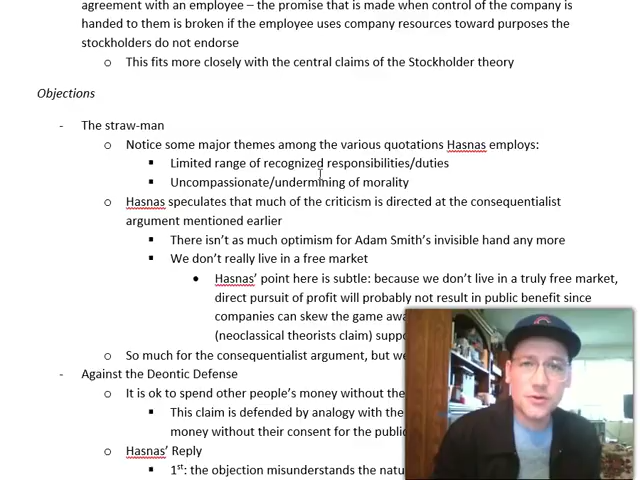 agreement with an employee – the promise that is made when control of the company is
handed to them is broken if the employee uses company resources toward purposes the
stockholders do not endorse
o This fits more closely with the central claims of the Stockholder theory
Objections
- The straw-man
o Notice some major themes among the various quotations Hasnas employs:
▪ Limited range of recognized responsibilities/duties
▪ Uncompassionate/undermining of morality
o Hasnas speculates that much of the criticism is directed at the consequentialist
argument mentioned earlier
▪ There isn't as much optimism for Adam Smith's invisible hand any more
▪ We don't really live in a free market
• Hasnas' point here is subtle: because we don't live in a truly free market,
direct pursuit of profit will probably not result in public benefit since
companies can skew the game
(neoclassical theorists claim)
o So much for the consequentialist argument, but
- Against the Deontic Defense
o It is ok to spend other people's money without the
▪ This claim is defended by analogy with the
money without their consent for the
o Hasnas' Reply
▪ 1st: the objection misunderstands the